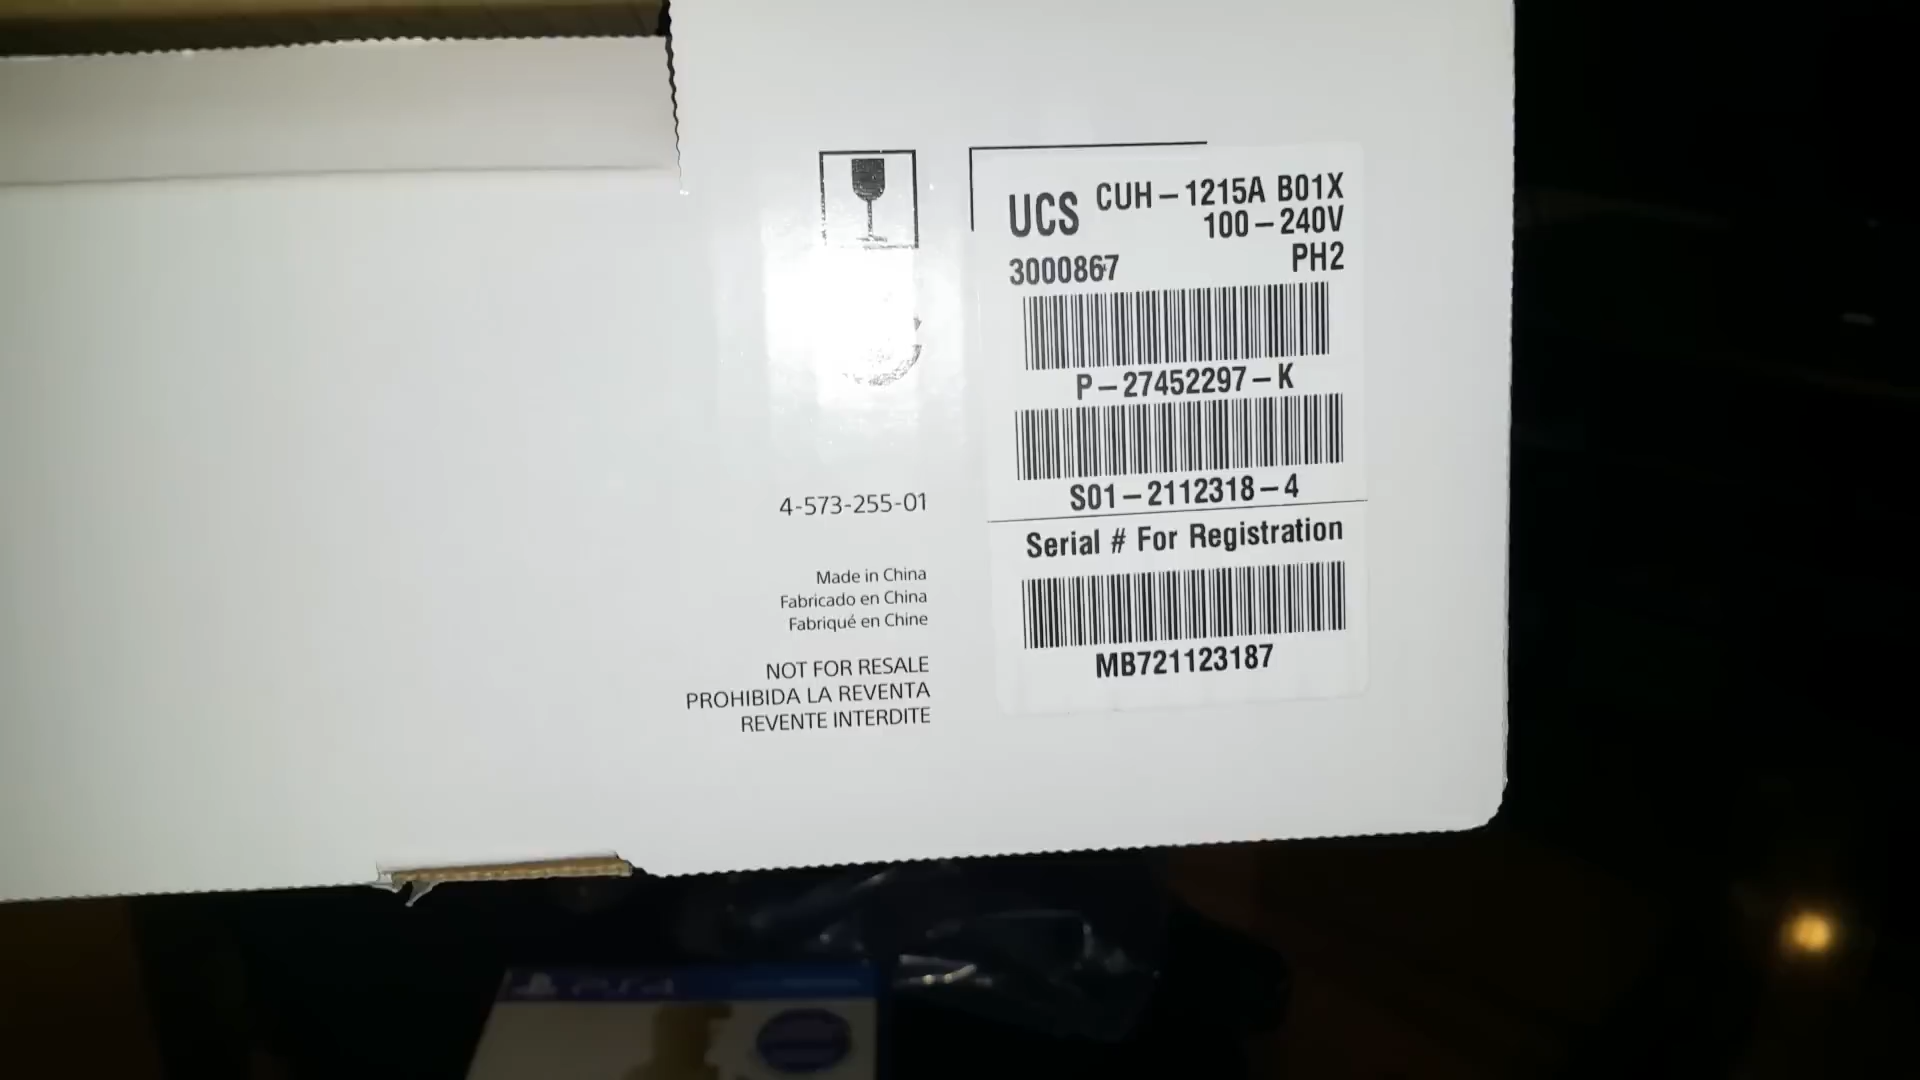 UCS CUH-1215A B01X
100-240V
3000867 PH2
P-27452297-K
S01-2112318-4
Serial # For Registration
MB721123187
4-573-255-01
Made in China
Fabricado en China
Fabriqué en Chine
NOT FOR RESALE
PROHIBIDA LA REVENTA
REVENTE INTERDITE
PS4